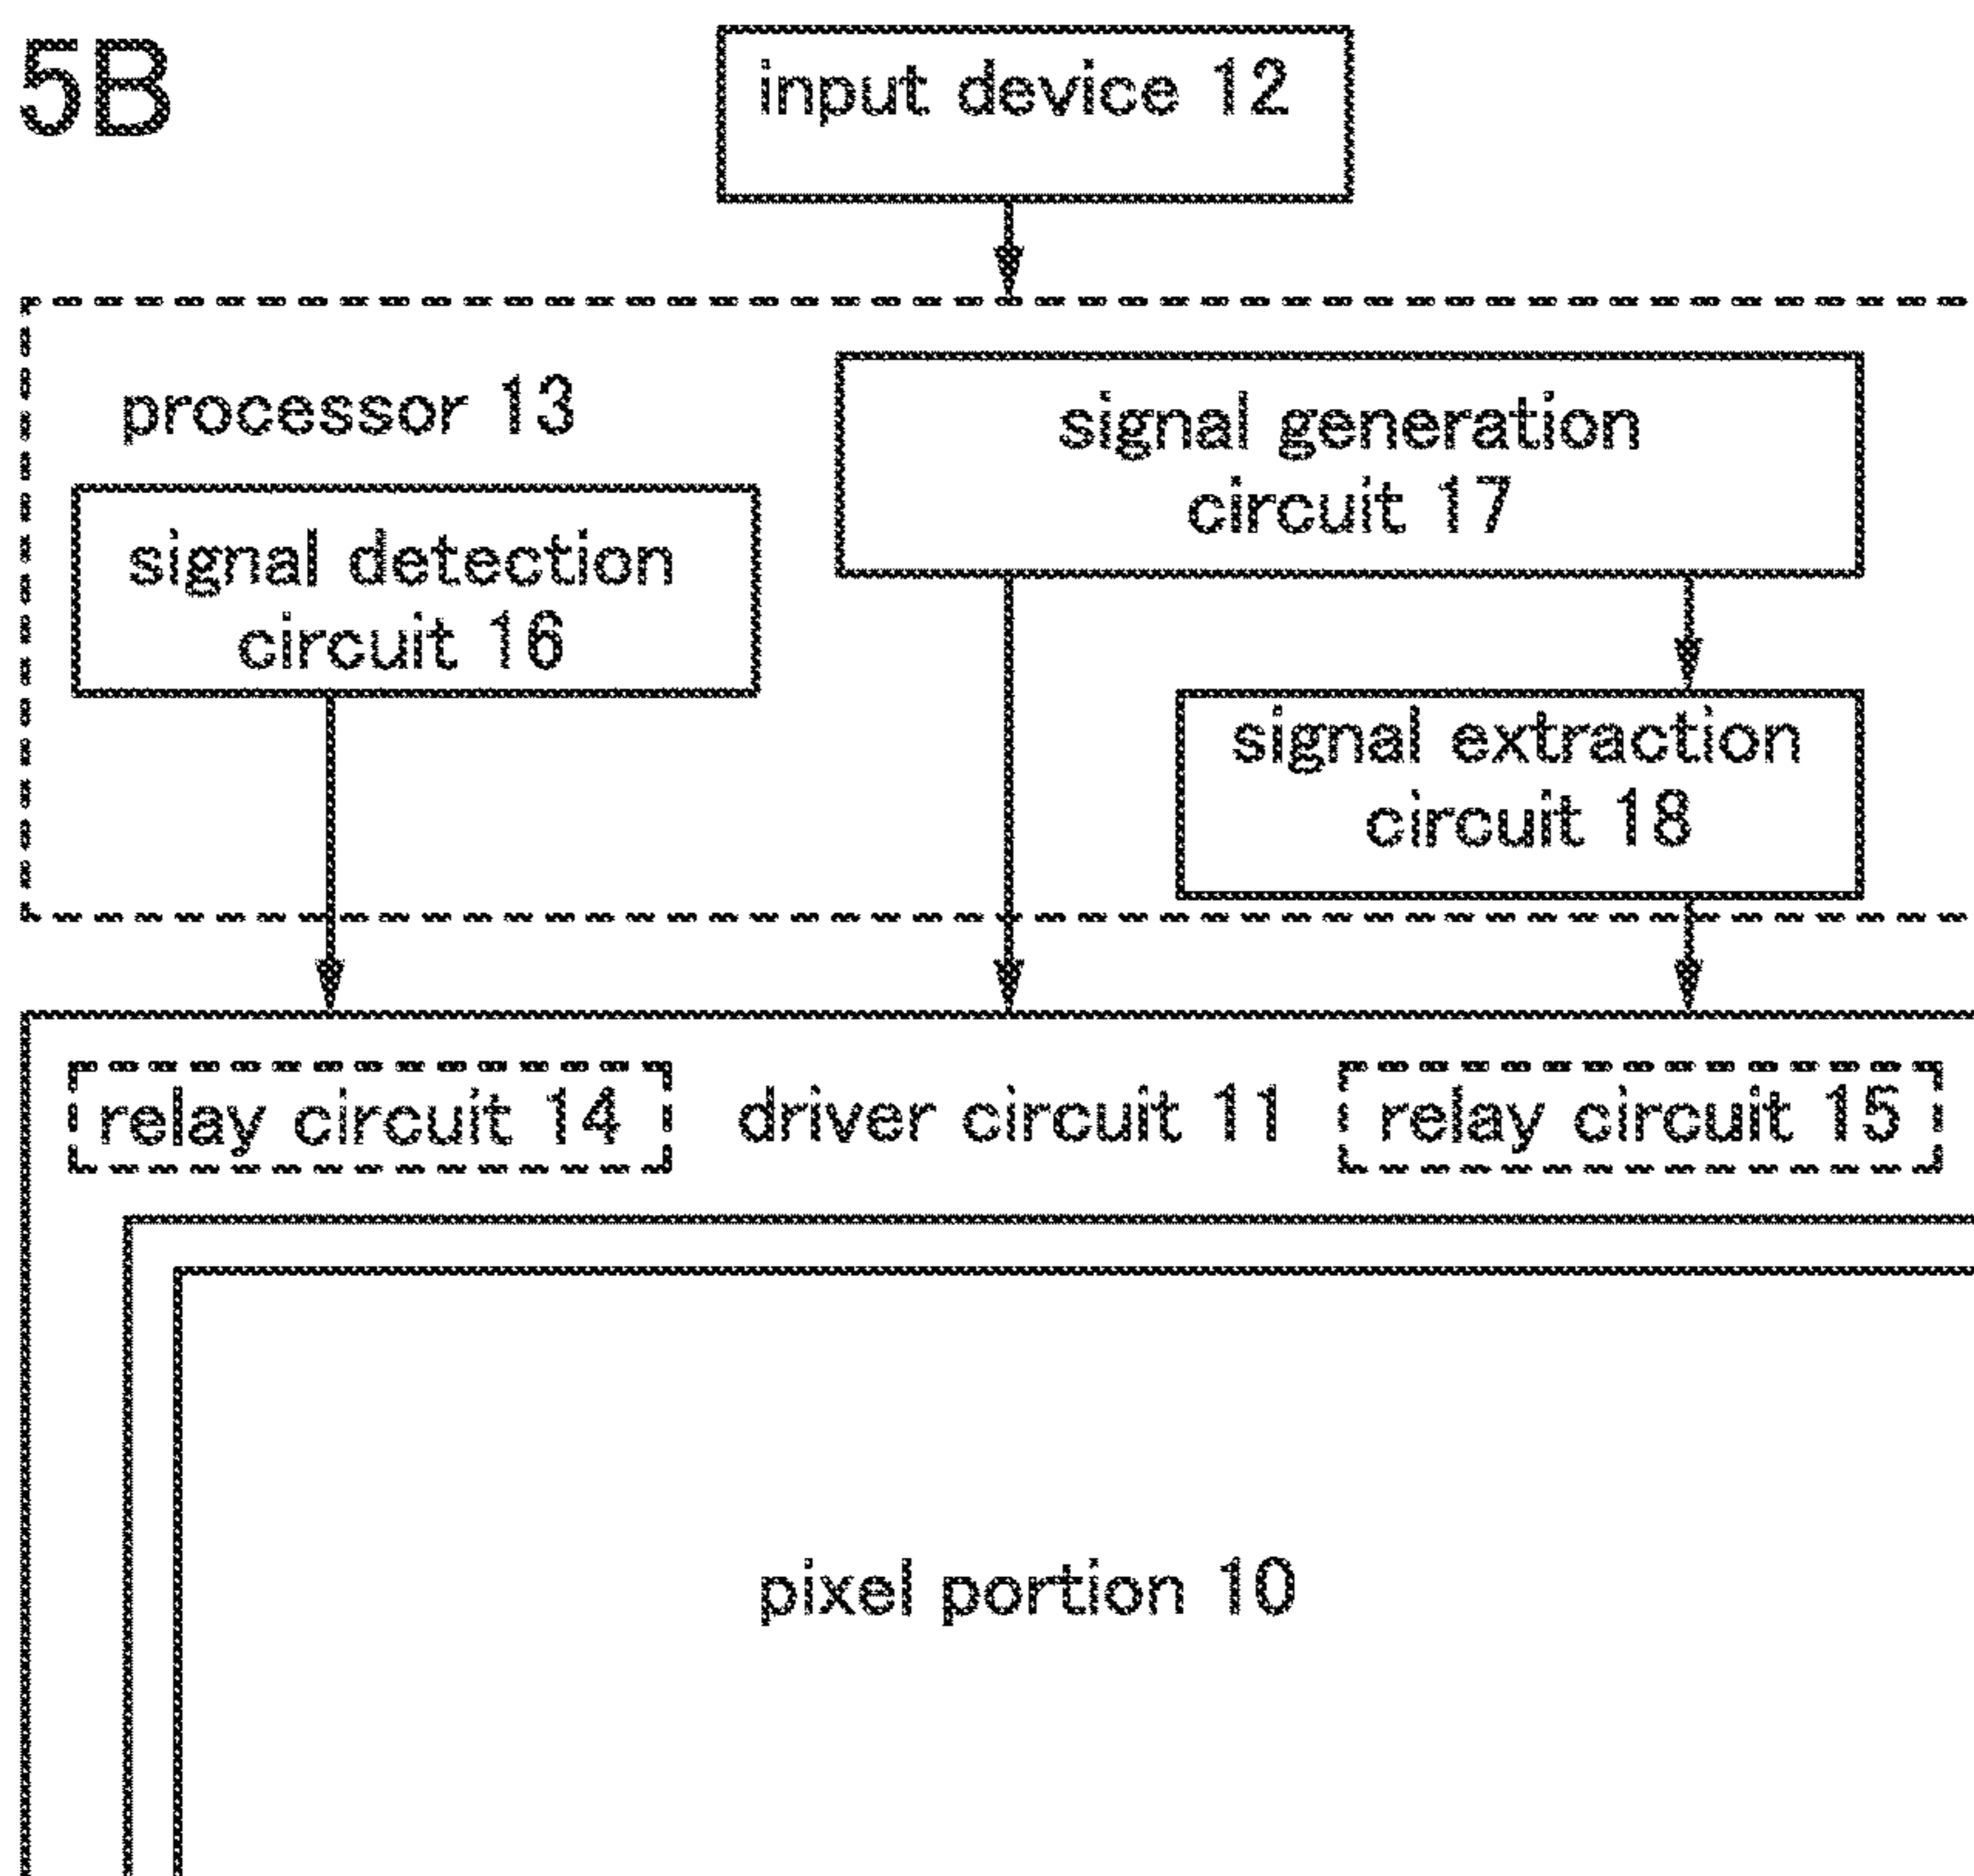 5B
input device 12
processor 13
signal generation
circuit 17
signal detection
circuit 16
signal extraction
circuit 18
relay circuit 14
driver circuit 11
relay circuit 15
pixel portion 10